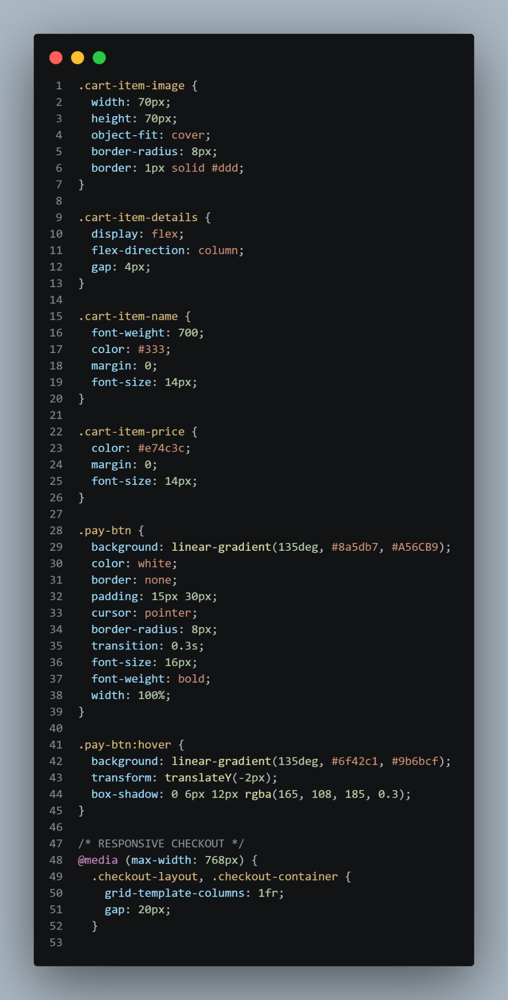 1 .cart-item-image {
2   width: 70px;
3   height: 70px;
4   object-fit: cover;
5   border-radius: 8px;
6   border: 1px solid #ddd;
7 }
8
9 .cart-item-details {
10   display: flex;
11   flex-direction: column;
12   gap: 4px;
13 }
14
15 .cart-item-name {
16   font-weight: 700;
17   color: #333;
18   margin: 0;
19   font-size: 14px;
20 }
21
22 .cart-item-price {
23   color: #e74c3c;
24   margin: 0;
25   font-size: 14px;
26 }
27
28 .pay-btn {
29   background: linear-gradient(135deg, #8a5db7, #A56CB9);
30   color: white;
31   border: none;
32   padding: 15px 30px;
33   cursor: pointer;
34   border-radius: 8px;
35   transition: 0.3s;
36   font-size: 16px;
37   font-weight: bold;
38   width: 100%;
39 }
40
41 .pay-btn:hover {
42   background: linear-gradient(135deg, #6f42c1, #9b6bcf);
43   transform: translateY(-2px);
44   box-shadow: 0 6px 12px rgba(165, 108, 185, 0.3);
45 }
46
47 /* RESPONSIVE CHECKOUT */
48 @media (max-width: 768px) {
49   .checkout-layout, .checkout-container {
50     grid-template-columns: 1fr;
51     gap: 20px;
52   }
53